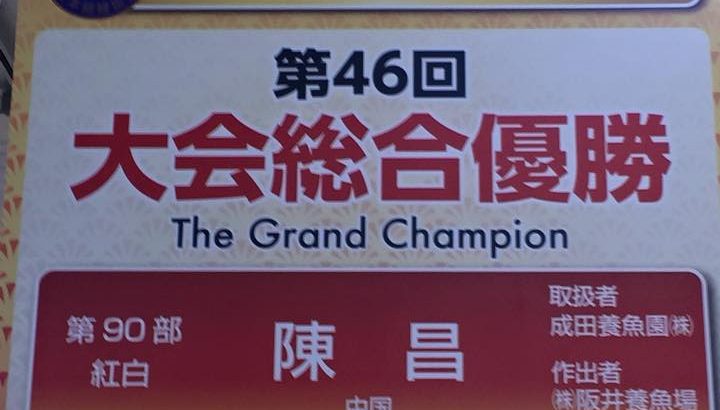 第46回
大会総合優勝
The Grand Champion
第90部
紅白
陳 昌
中国
取扱者
成田養魚園㈱
作出者
㈱阪井養魚場